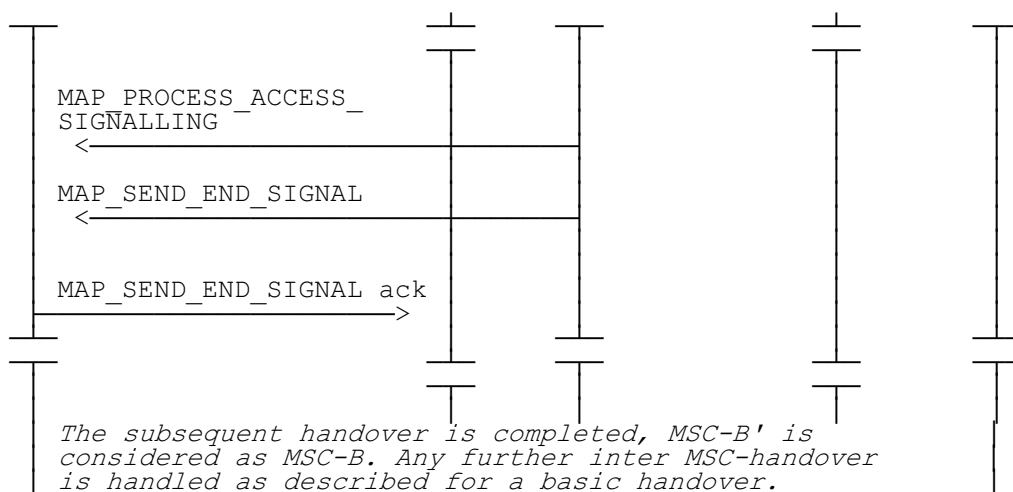 MAP_PROCESS_ACCESS_
SIGNALLING
MAP_SEND_END_SIGNAL
MAP_SEND_END_SIGNAL ack
The subsequent handover is completed, MSC-B' is
considered as MSC-B. Any further inter MSC-handover
is handled as described for a basic handover.